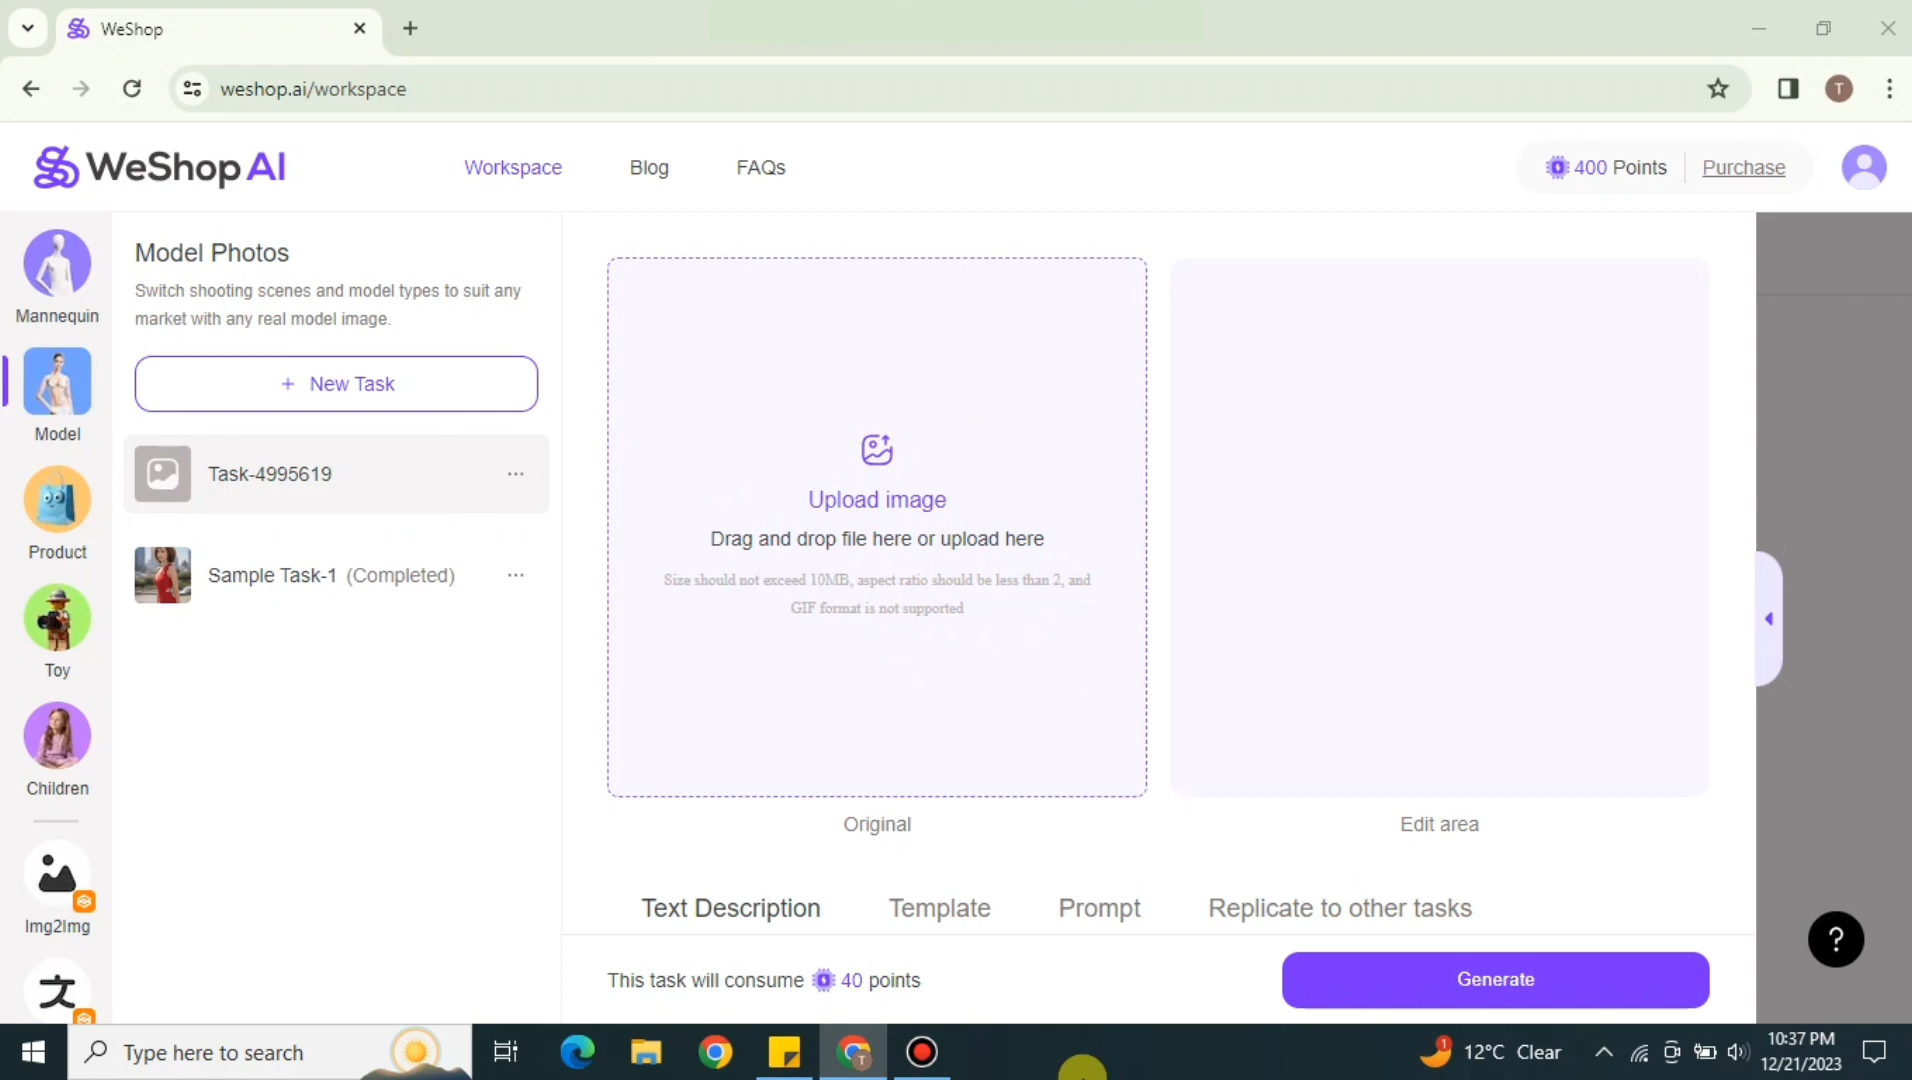 WeShop
weshop.ai/workspace
T
WeShop AI
Workspace
Blog
FAQs
400 Points
Purchase
Mannequin
Model
Product
Toy
Children
Img2Img
文
Model Photos
Switch shooting scenes and model types to suit any
market with any real model image.
+ New Task
Task-4995619
...
Sample Task-1 (Completed)
...
Upload image
Drag and drop file here or upload here
Size should not exceed 10MB, aspect ratio should be less than 2, and
GIF format is not supported
Original
Edit area
Text Description
Template
Prompt
Replicate to other tasks
This task will consume 40 points
Generate
?
Type here to search
T
1
12°C Clear
10:37 PM
12/21/2023